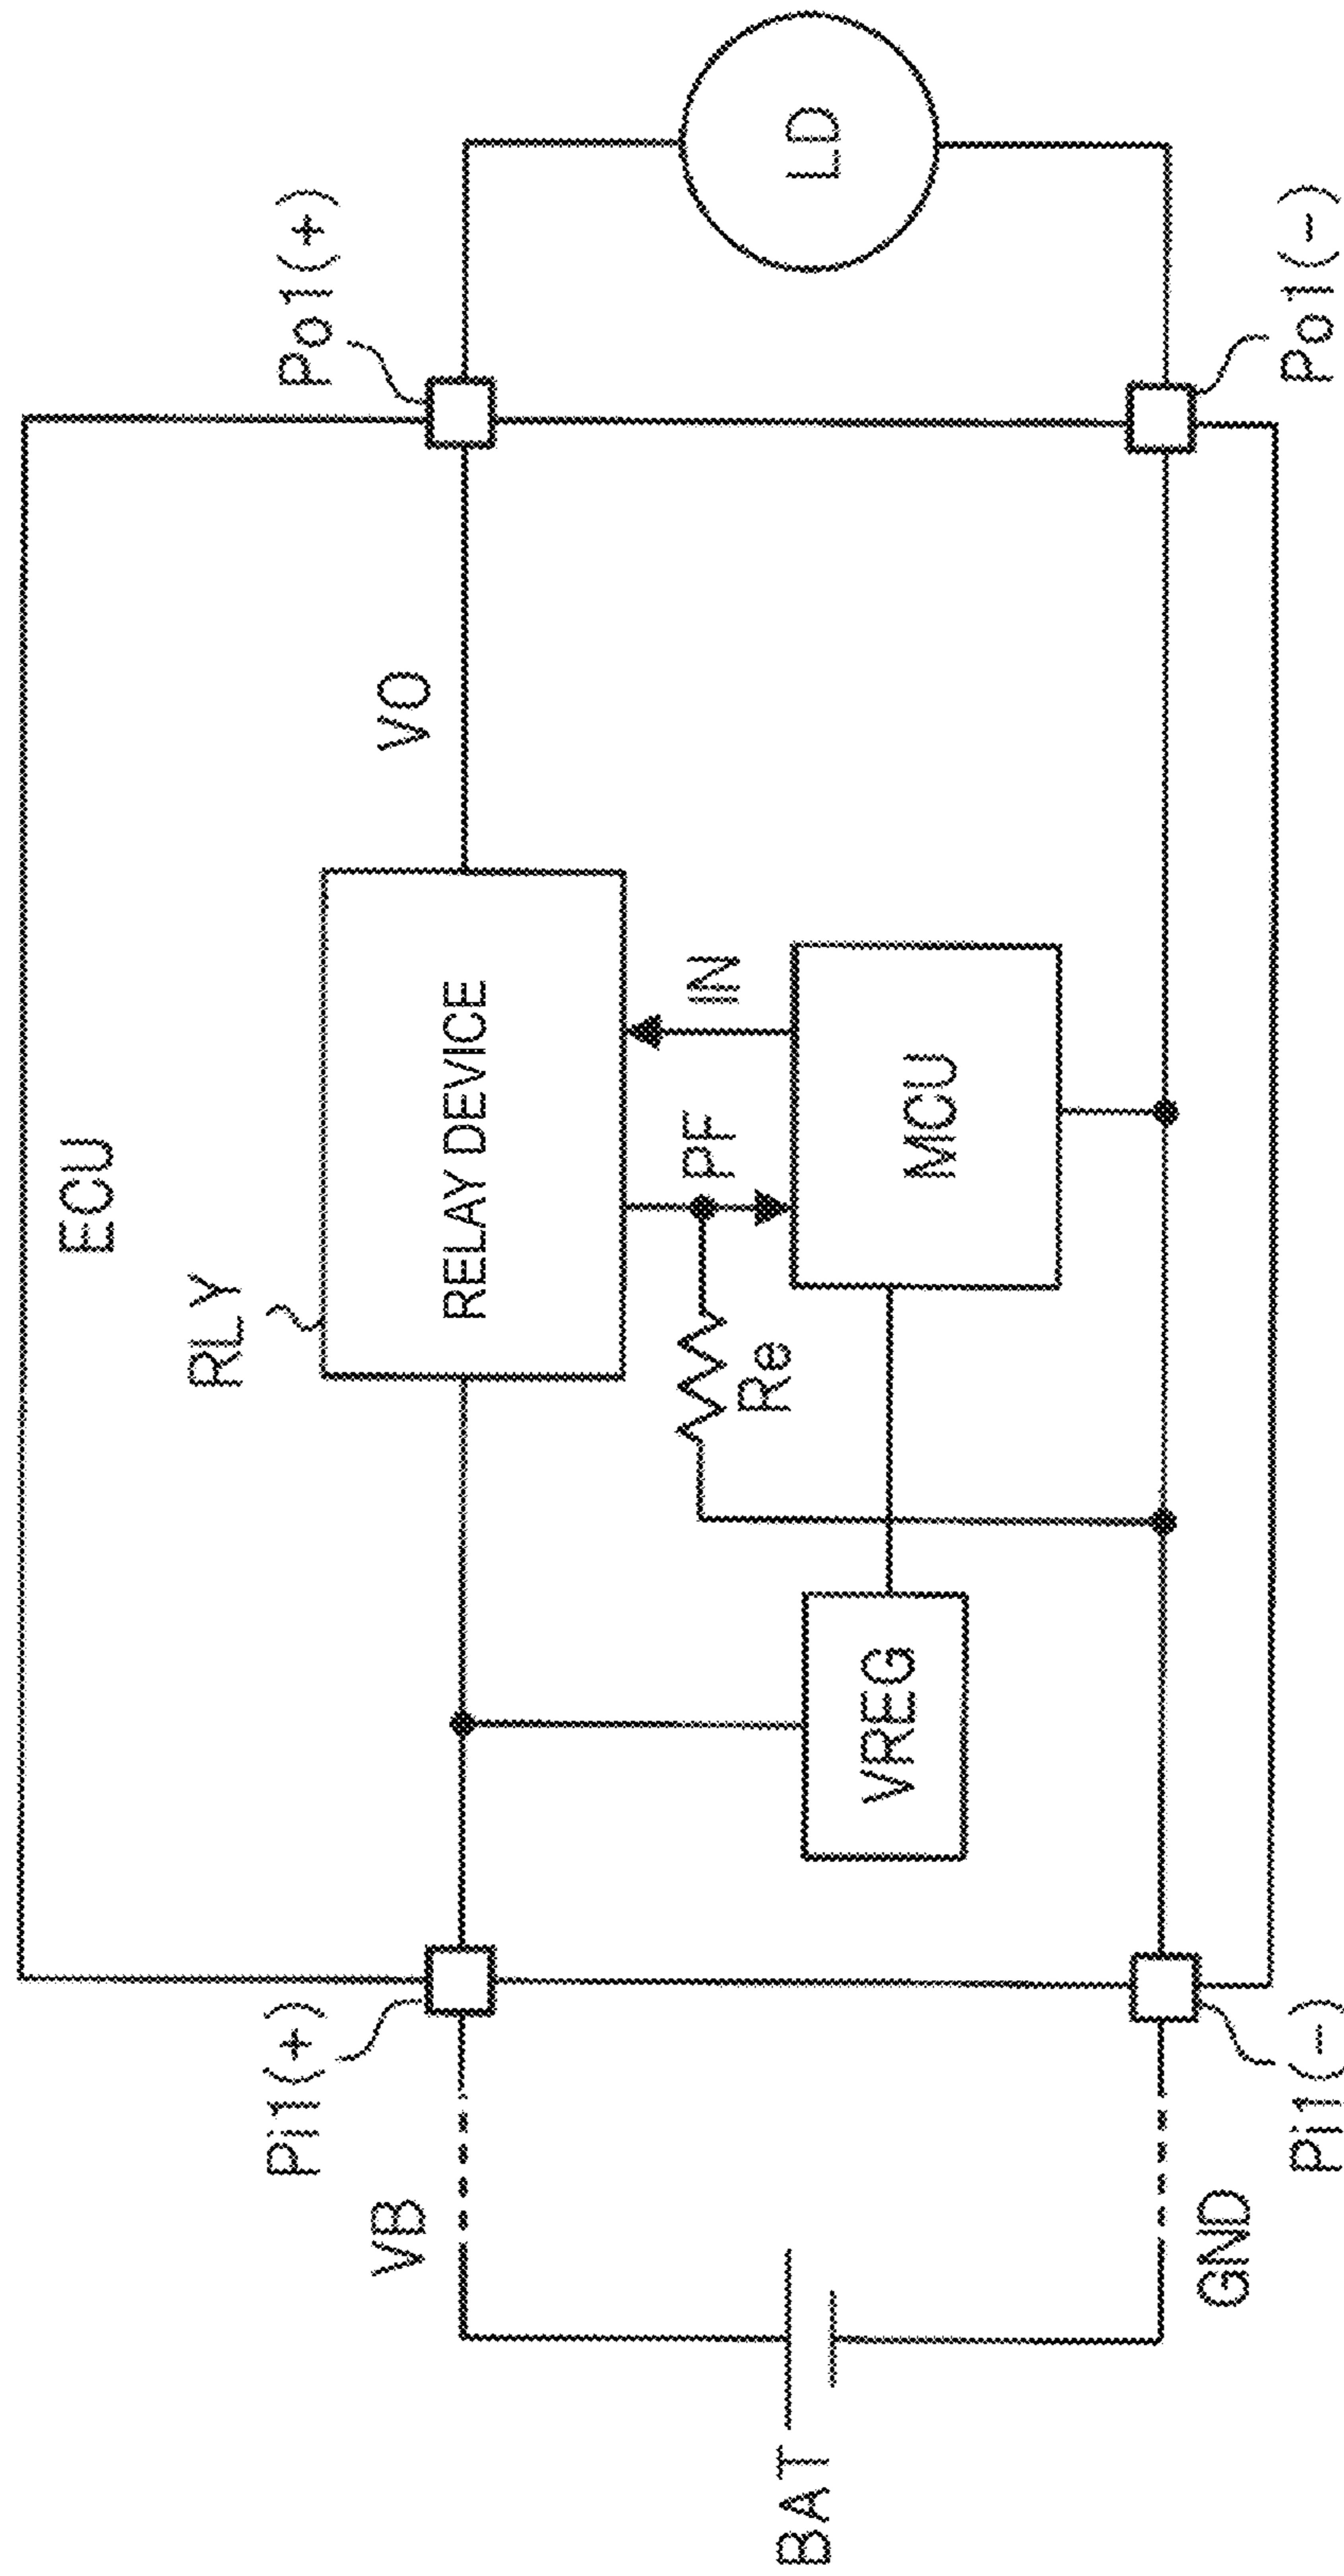 ECU
RLY
Pi1(+)
Po1(+)
VB
VO
RELAY DEVICE
PF
IN
Re
BAT
VREG
MCU
LD
GND
Pi1(-)
Po1(-)